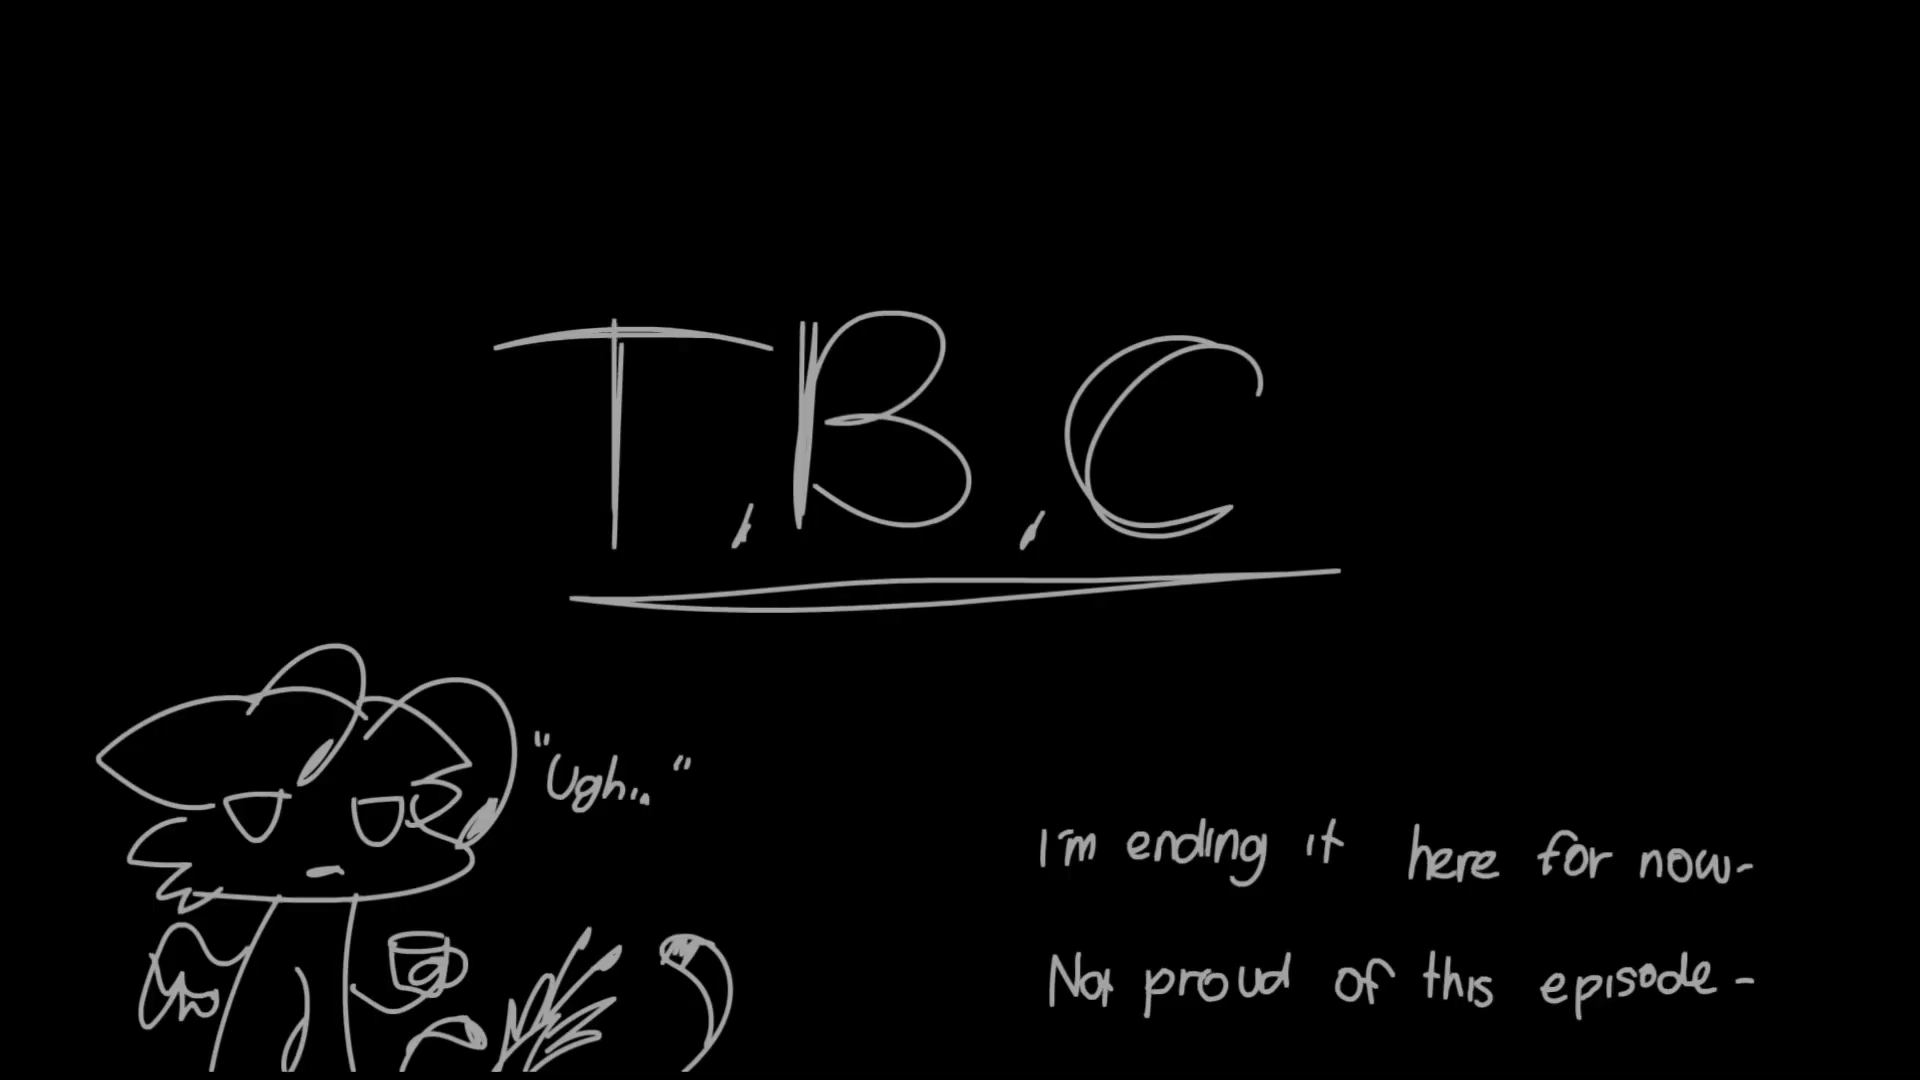 T.B.C
"Ugh..."
I'm ending it here for now-
Not proud of this episode-